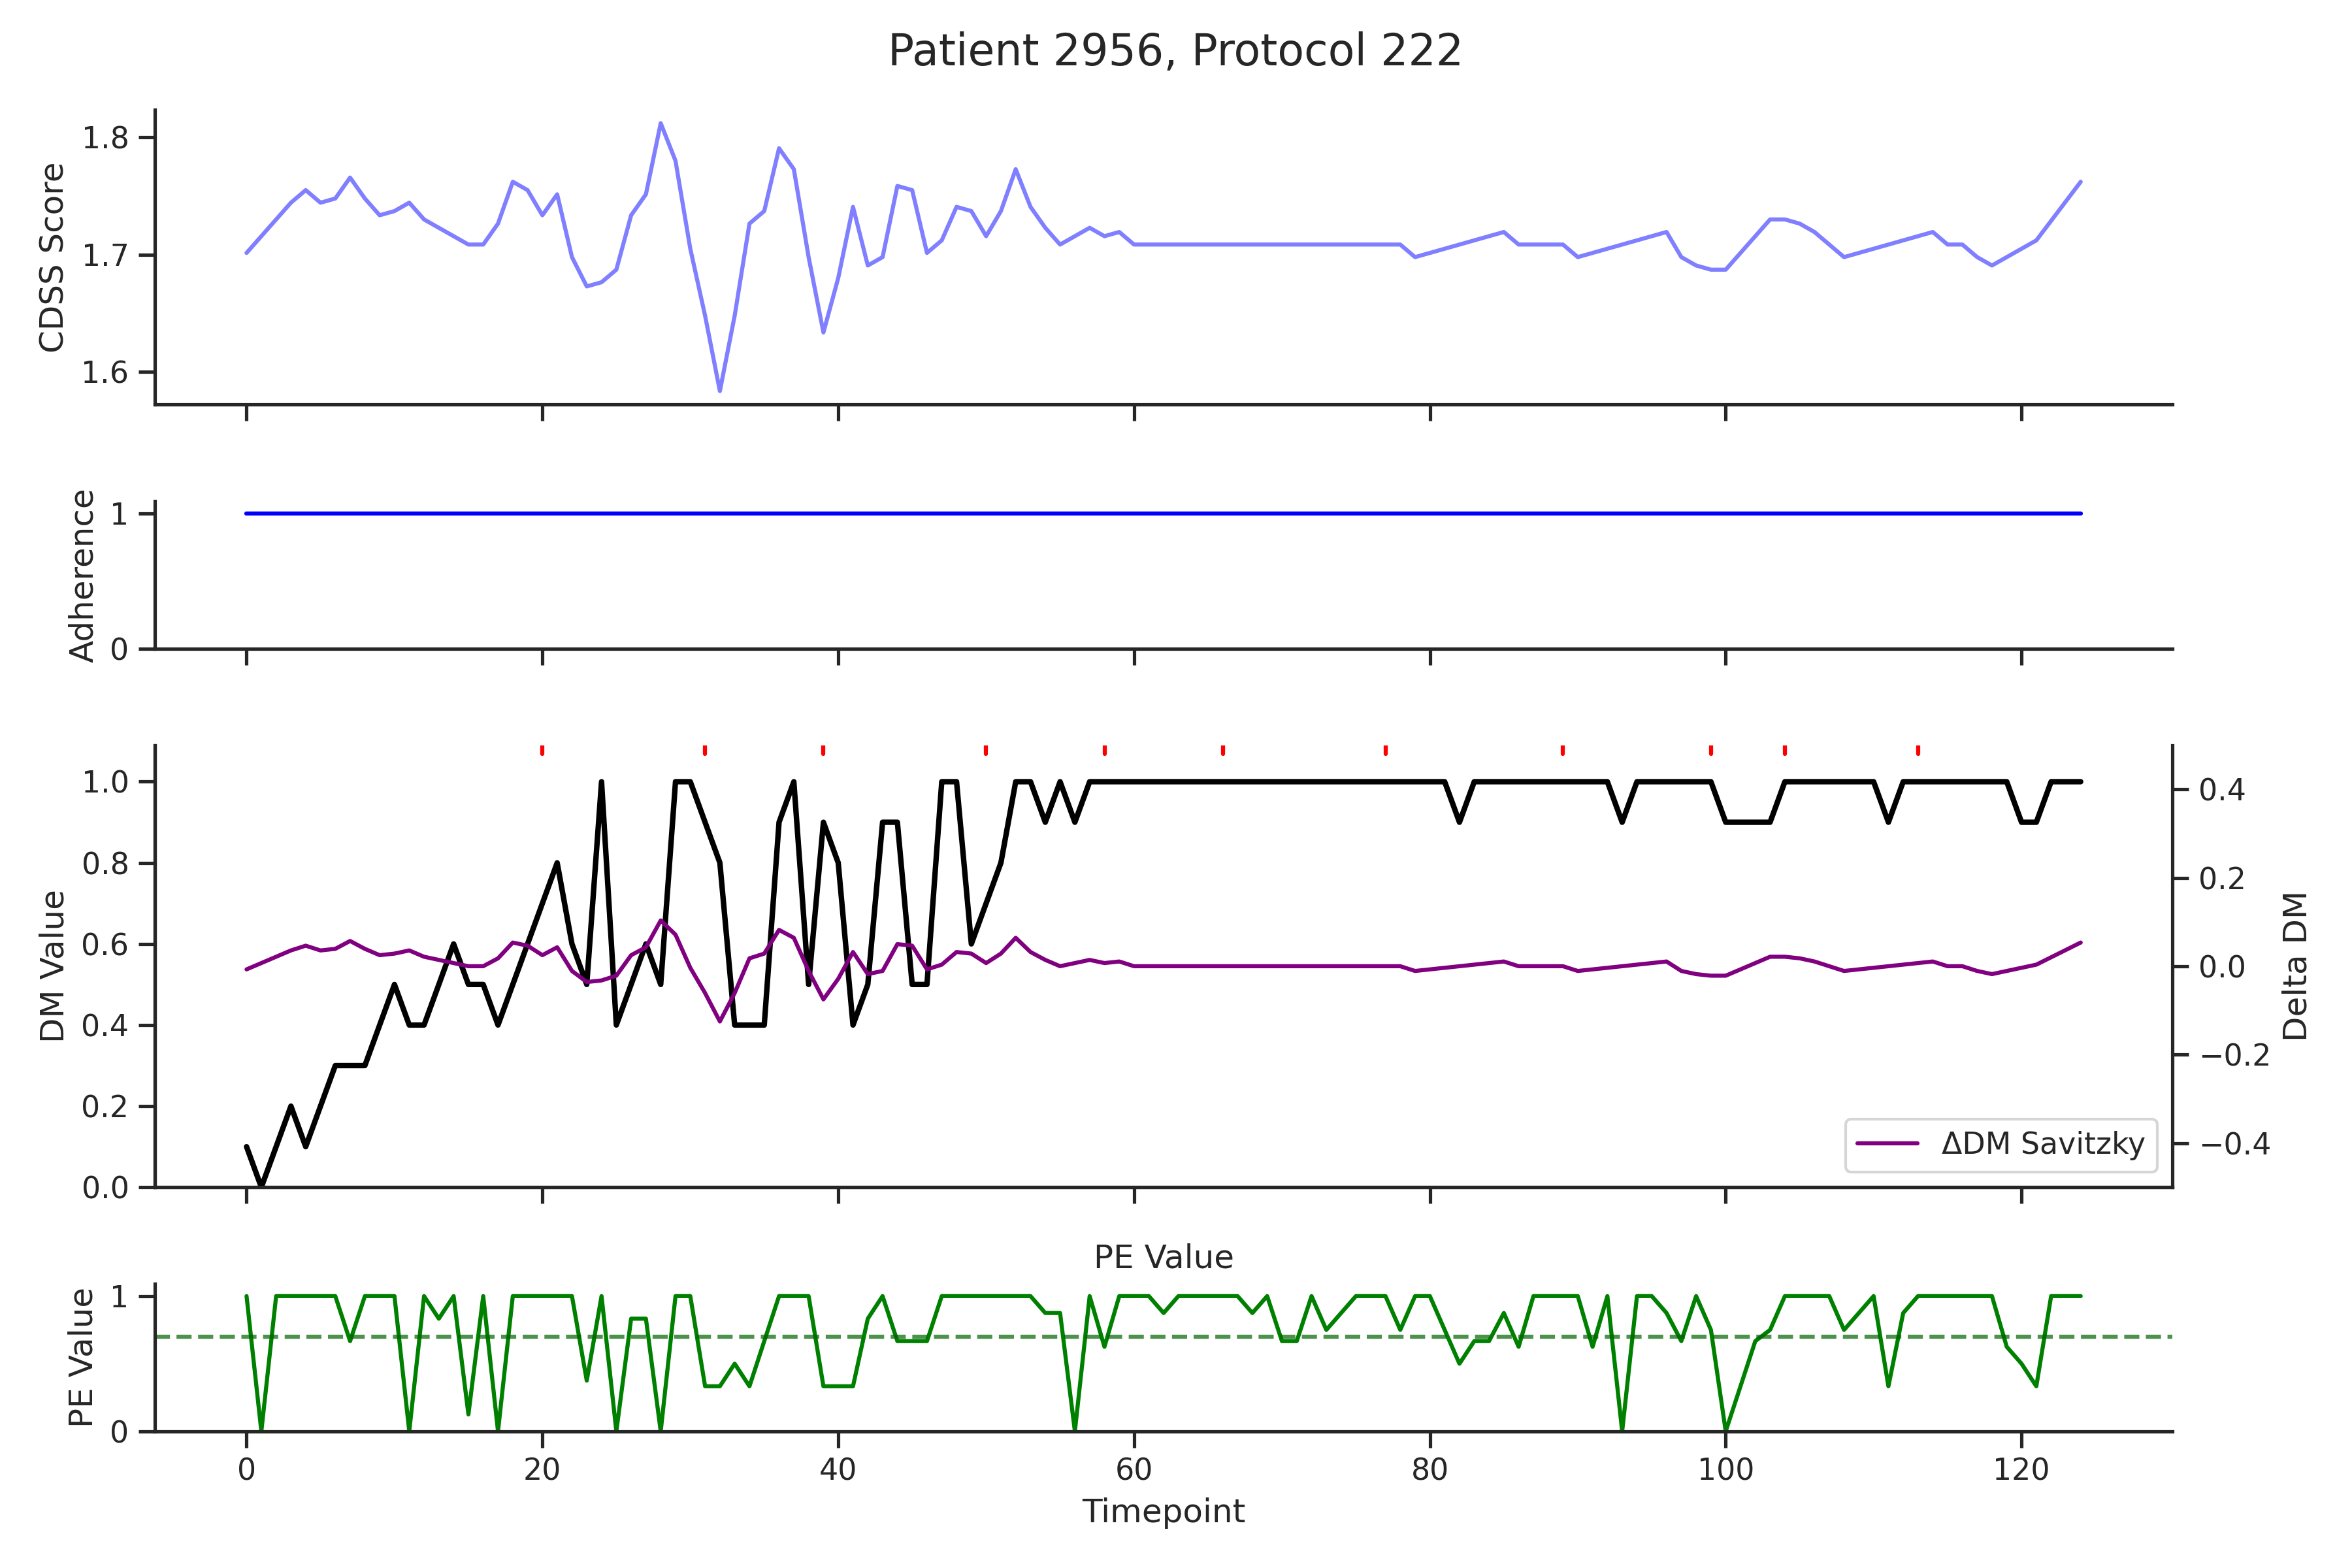 Patient 2956, Protocol 222
CDSS Score
1.8
1.7
1.6
Adherence
1
0
DM Value
1.0
0.8
0.6
0.4
0.2
0.0
Delta DM
0.4
0.2
0.0
−0.2
−0.4
ΔDM Savitzky
PE Value
PE Value
1
0
0 20 40 60 80 100 120
Timepoint